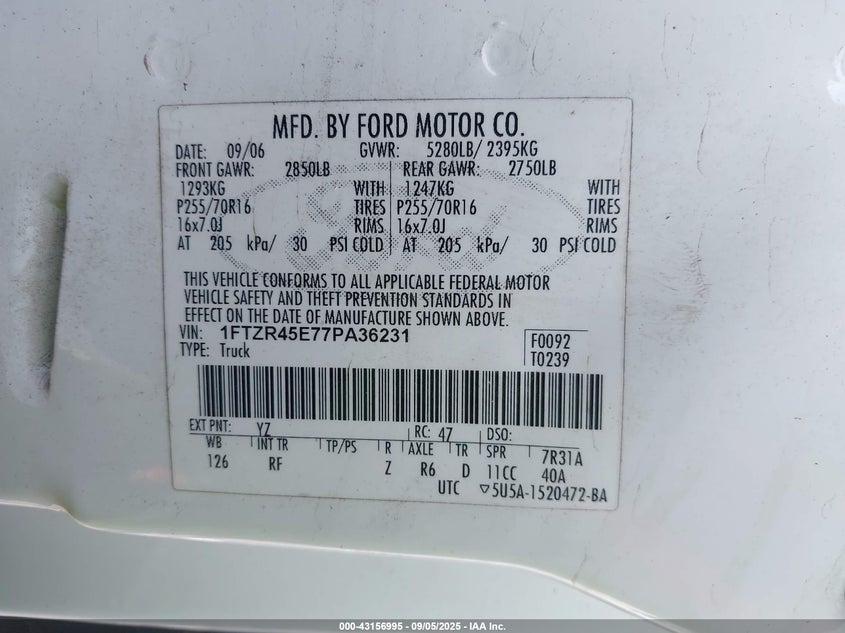 MFD. BY FORD MOTOR CO.
DATE: 09/06 GVWR: 5280LB/ 2395KG
FRONT GAWR: 2850LB REAR GAWR: 2750LB
1293KG WITH 1247KG WITH
P255/70R16 TIRES P255/70R16 TIRES
16x7.0J RIMS 16x7.0J RIMS
AT 205 kPa/ 30 PSI COLD AT 205 kPa/ 30 PSI COLD
THIS VEHICLE CONFORMS TO ALL APPLICABLE FEDERAL MOTOR
VEHICLE SAFETY AND THEFT PREVENTION STANDARDS IN
EFFECT ON THE DATE OF MANUFACTURE SHOWN ABOVE.
VIN: 1FTZR45E77PA36231
TYPE: Truck
F0092
T0239
EXT PNT: YZ RC: 47 DSO:
WB INT TR TP/PS R AXLE TR SPR 7R31A
126 RF Z R6 D 11CC 40A
UTC ▽5U5A-1520472-BA
000-43156995 - 09/05/2025 - IAA Inc.